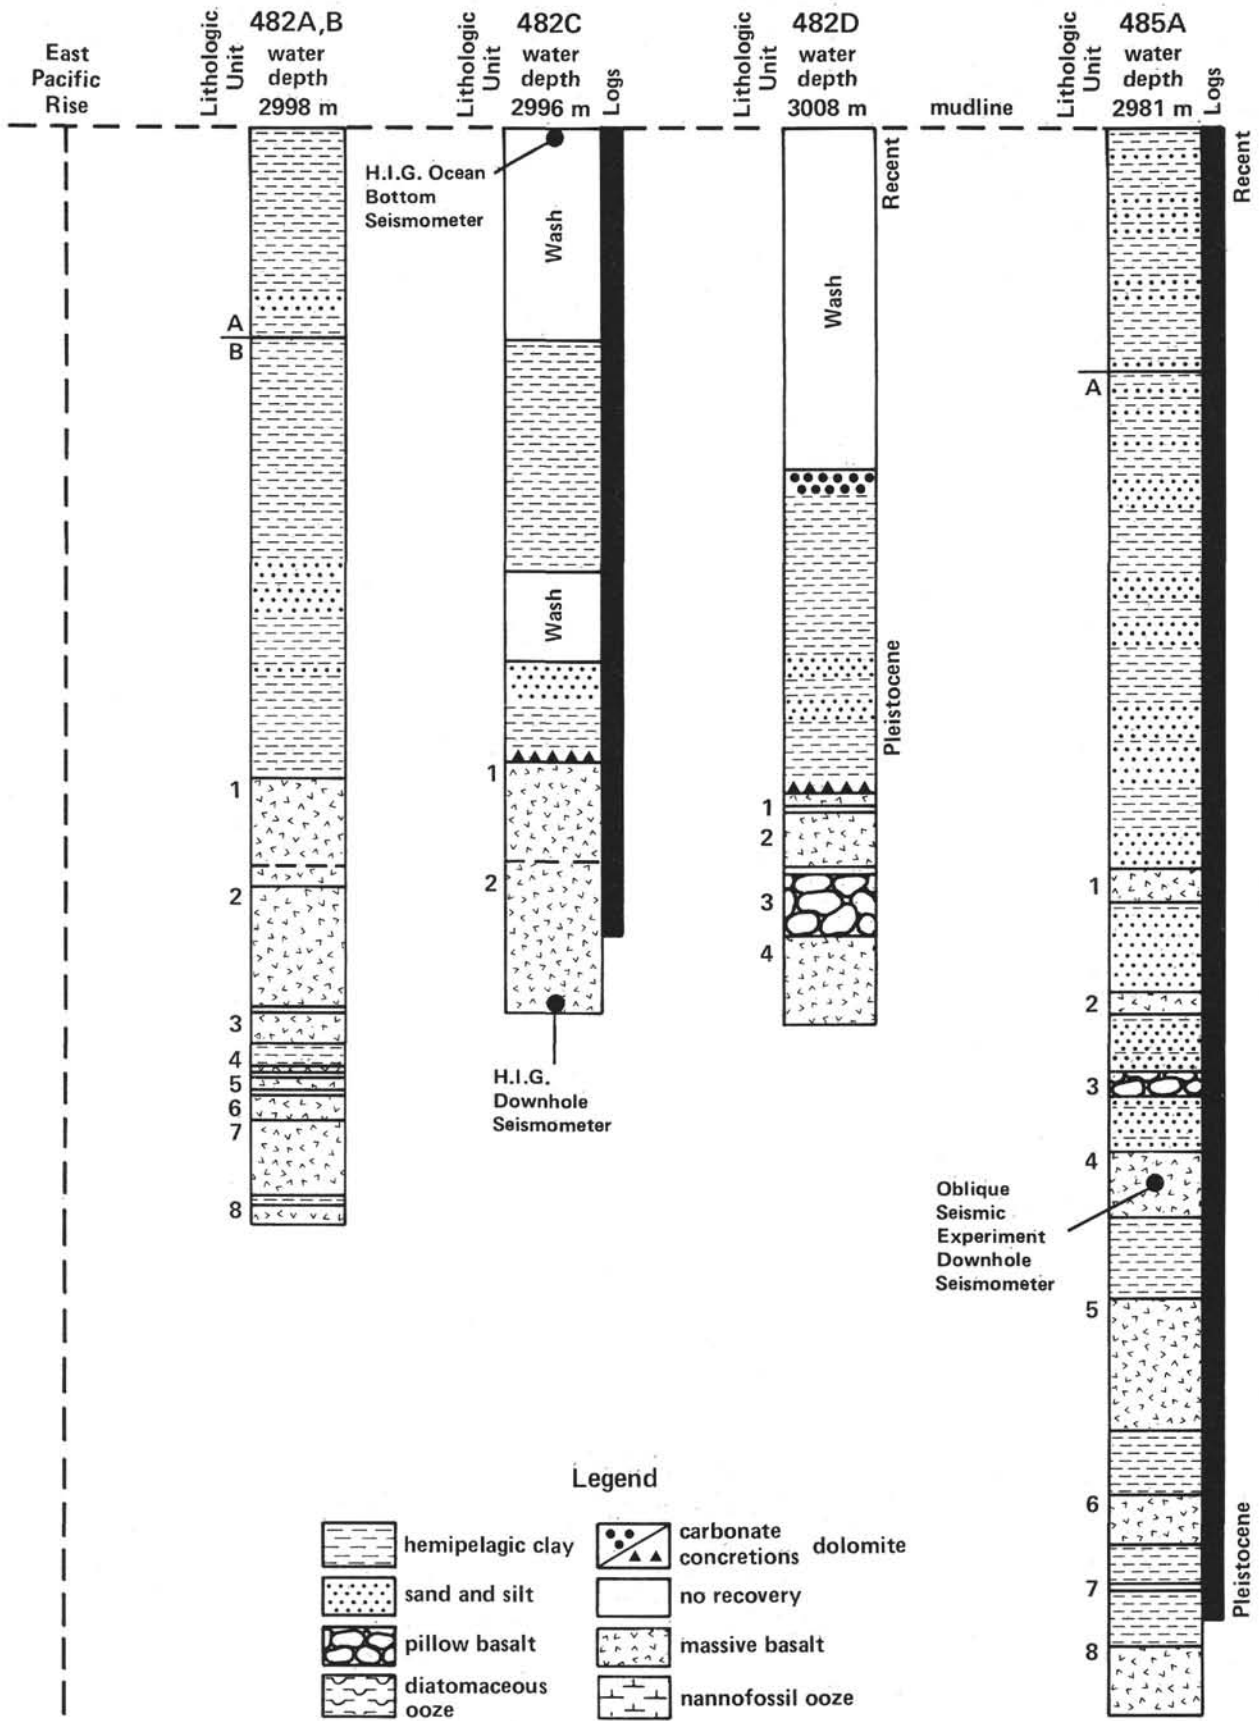 East
Pacific
Rise
Lithologic
Unit
482A,B
water
depth
2998 m
Lithologic
Unit
482C
water
depth
2996 m
Logs
Lithologic
Unit
482D
water
depth
3008 m
mudline
Lithologic
Unit
485A
water
depth
2981 m
Logs
H.I.G. Ocean
Bottom
Seismometer
Wash
Wash
Recent
Recent
A
B
A
Wash
Pleistocene
1
2
3
4
5
6
7
8
1
2
1
2
3
4
1
2
3
4
5
6
7
8
H.I.G.
Downhole
Seismometer
Oblique
Seismic
Experiment
Downhole
Seismometer
Pleistocene
Legend
hemipelagic clay
sand and silt
pillow basalt
diatomaceous
ooze
carbonate
concretions
dolomite
no recovery
massive basalt
nannofossil ooze